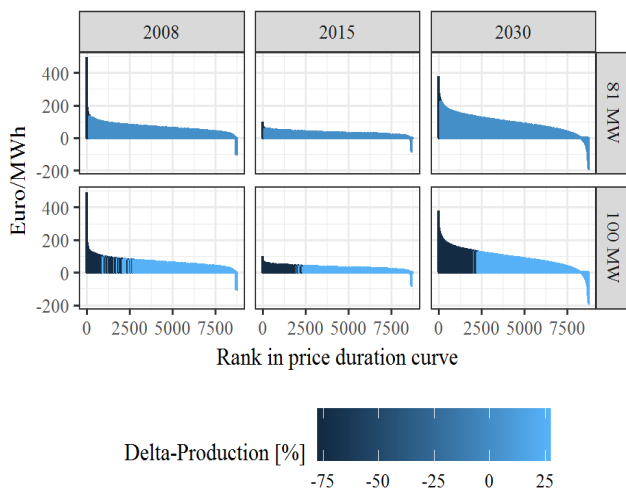 2008 2015 2030
400
200
0
-200
81 MW
400
200
0
-200
100 MW
Euro/MWh
0 2500 5000 7500 0 2500 5000 7500 0 2500 5000 7500
Rank in price duration curve
Delta-Production [%]
-75 -50 -25 0 25